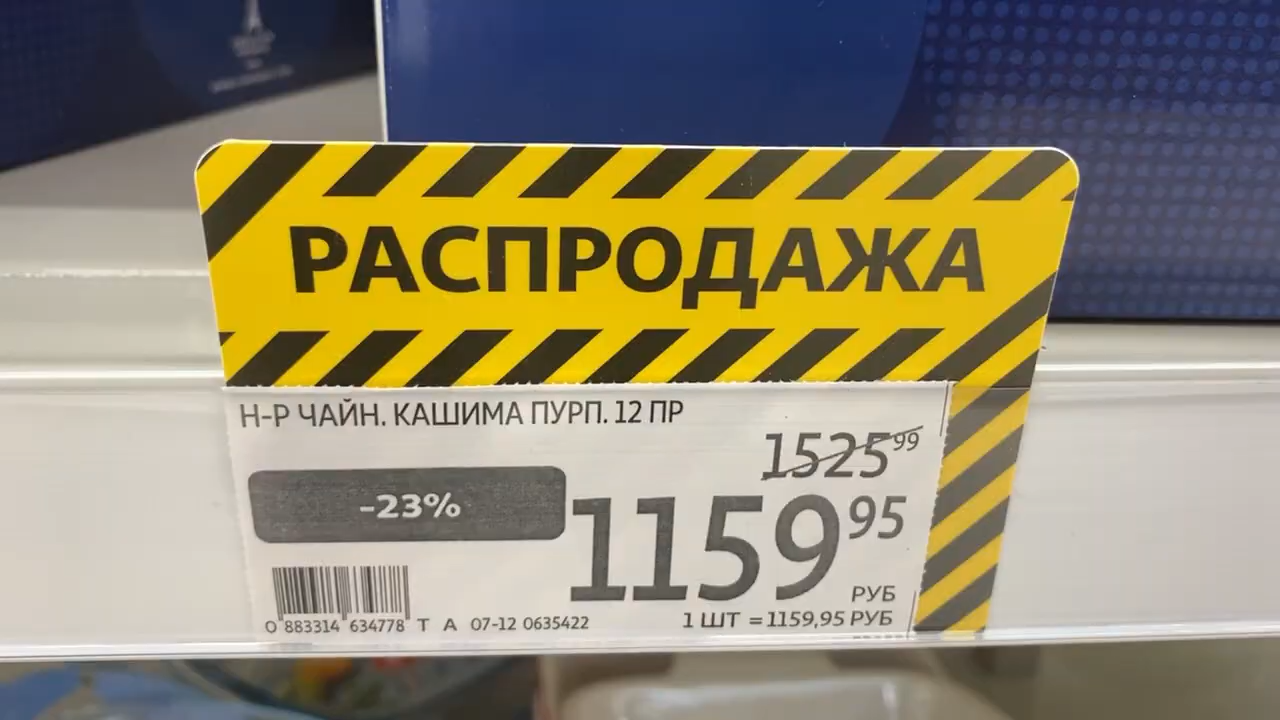 РАСПРОДАЖА
Н-Р ЧАЙН. КАШИМА ПУРП. 12 ПР
1525 99
-23%
1159 95
РУБ
1 ШТ = 1159,95 РУБ
0 883314 634778 Т А 07-12 0635422